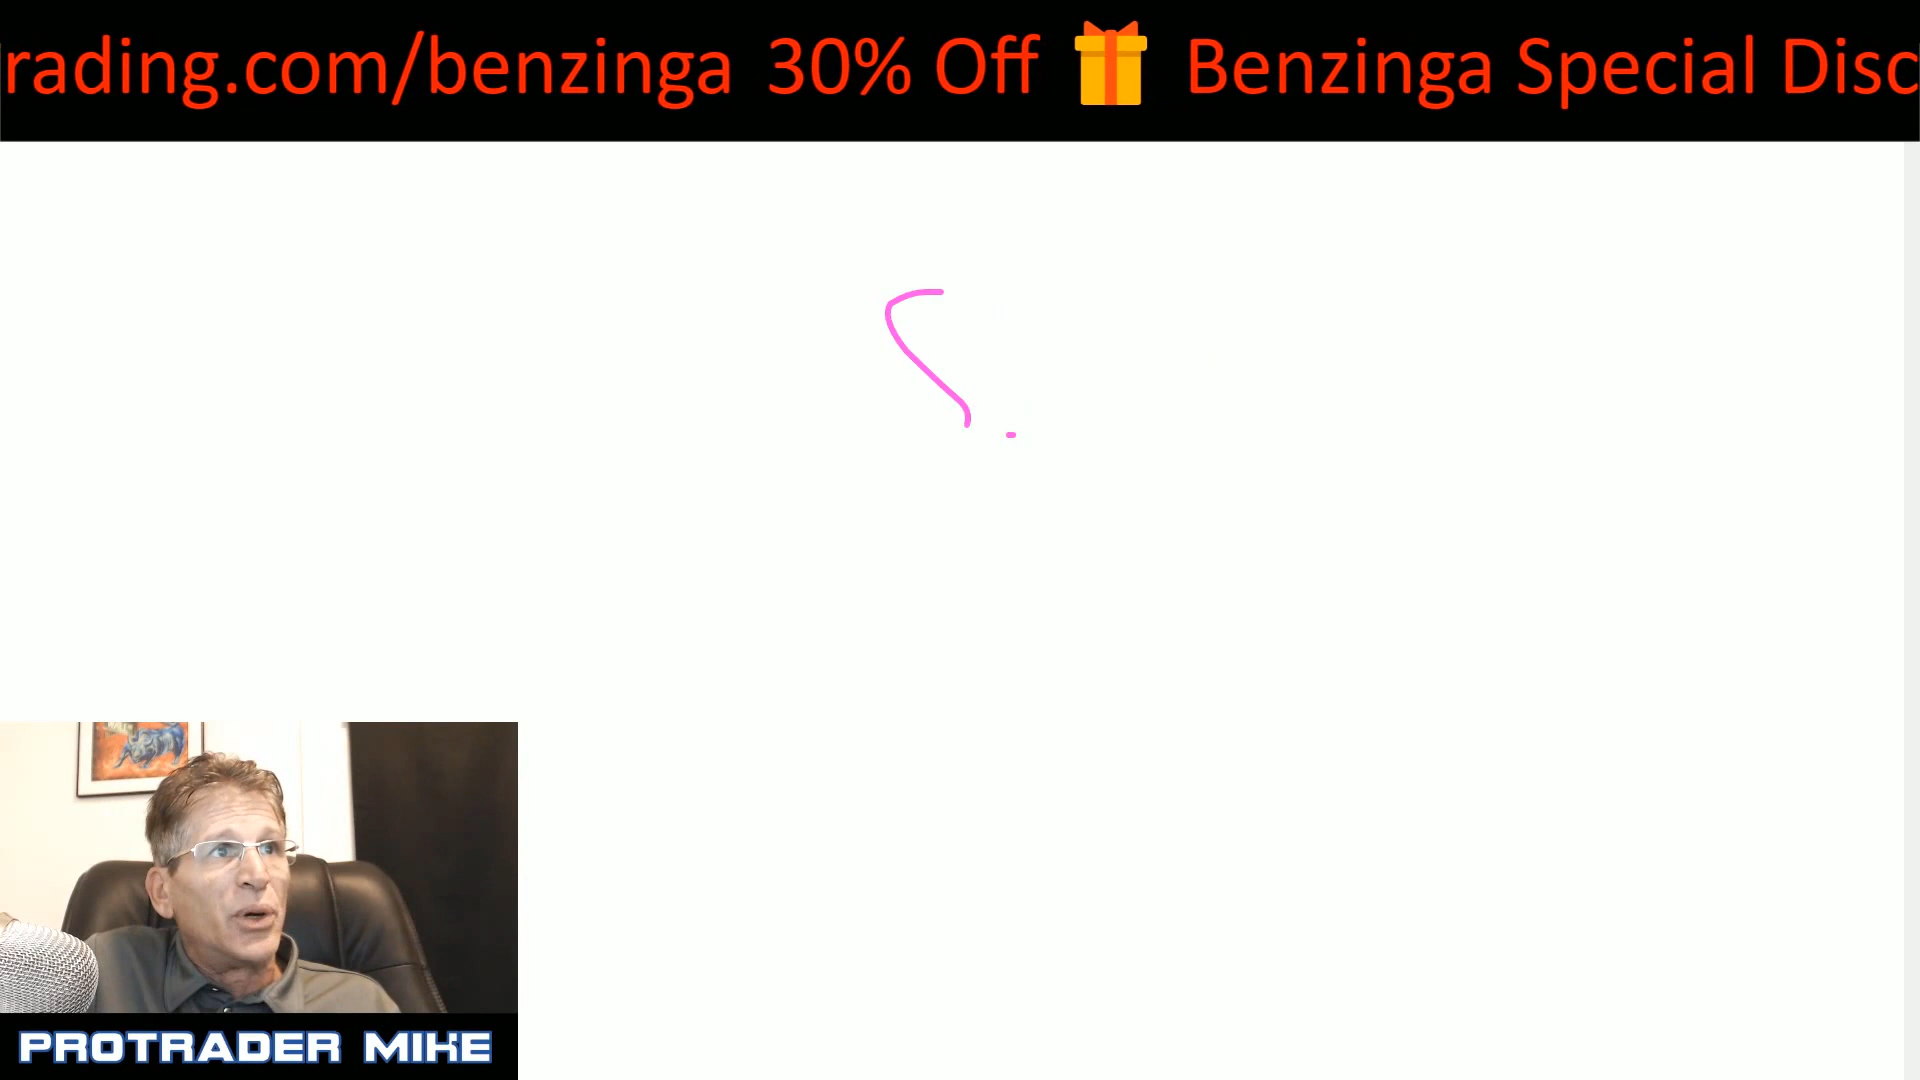 rading.com/benzinga 30% Off 🎁 Benzinga Special Disc
PROTRADER MIKE